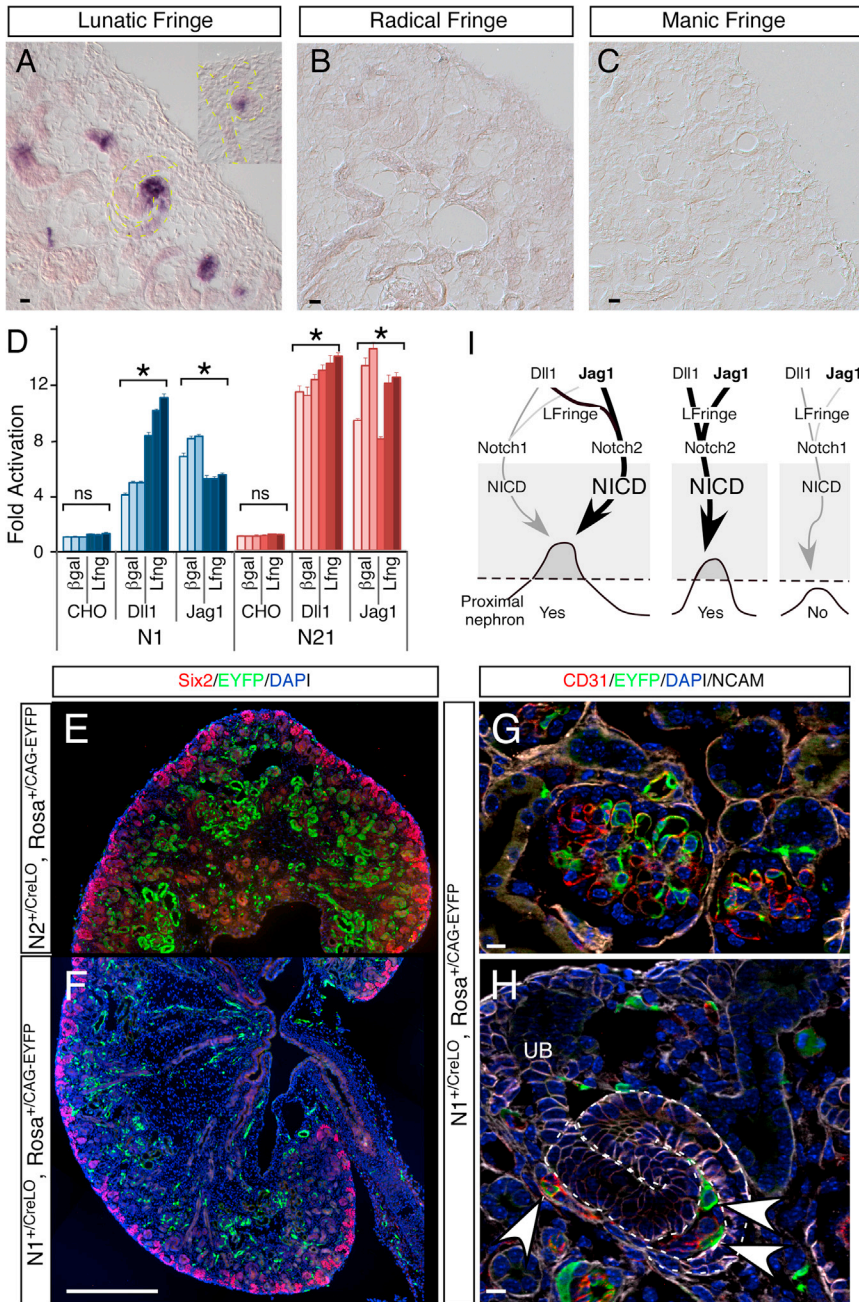 Lunatic Fringe
Radical Fringe
Manic Fringe
A
B
C
D
Fold Activation
12
8
4
0
ns
*
*
ns
*
*
βgal
Lfng
βgal
Lfng
βgal
Lfng
βgal
Lfng
βgal
Lfng
βgal
Lfng
CHO
Dll1
Jag1
CHO
Dll1
Jag1
N1
N21
I
Dll1 Jag1
LFringe
Notch1 Notch2
NICD NICD
Proximal
nephron
Yes
Dll1 Jag1
LFringe
Notch2
NICD
Yes
Dll1 Jag1
LFringe
Notch1
NICD
No
Six2/EYFP/DAPI
CD31/EYFP/DAPI/NCAM
N2+/CreLO, Rosa+/CAG-EYFP
N1+/CreLO, Rosa+/CAG-EYFP
N1+/CreLO, Rosa+/CAG-EYFP
E
F
G
H
UB